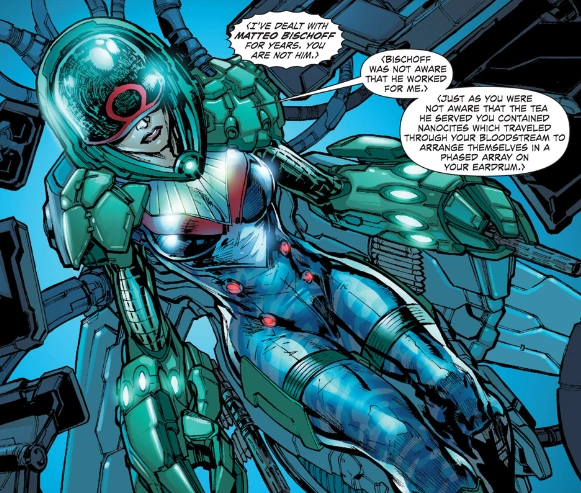 <I'VE DEALT WITH
MATTEO BISCHOFF
FOR YEARS. YOU
ARE NOT HIM.>
<BISCHOFF
WAS NOT AWARE
THAT HE WORKED
FOR ME.>
<JUST AS YOU WERE
NOT AWARE THAT THE TEA
HE SERVED YOU CONTAINED
NANOCITES WHICH TRAVELED
THROUGH YOUR BLOODSTREAM TO
ARRANGE THEMSELVES IN A
PHASED ARRAY ON
YOUR EARDRUM.>